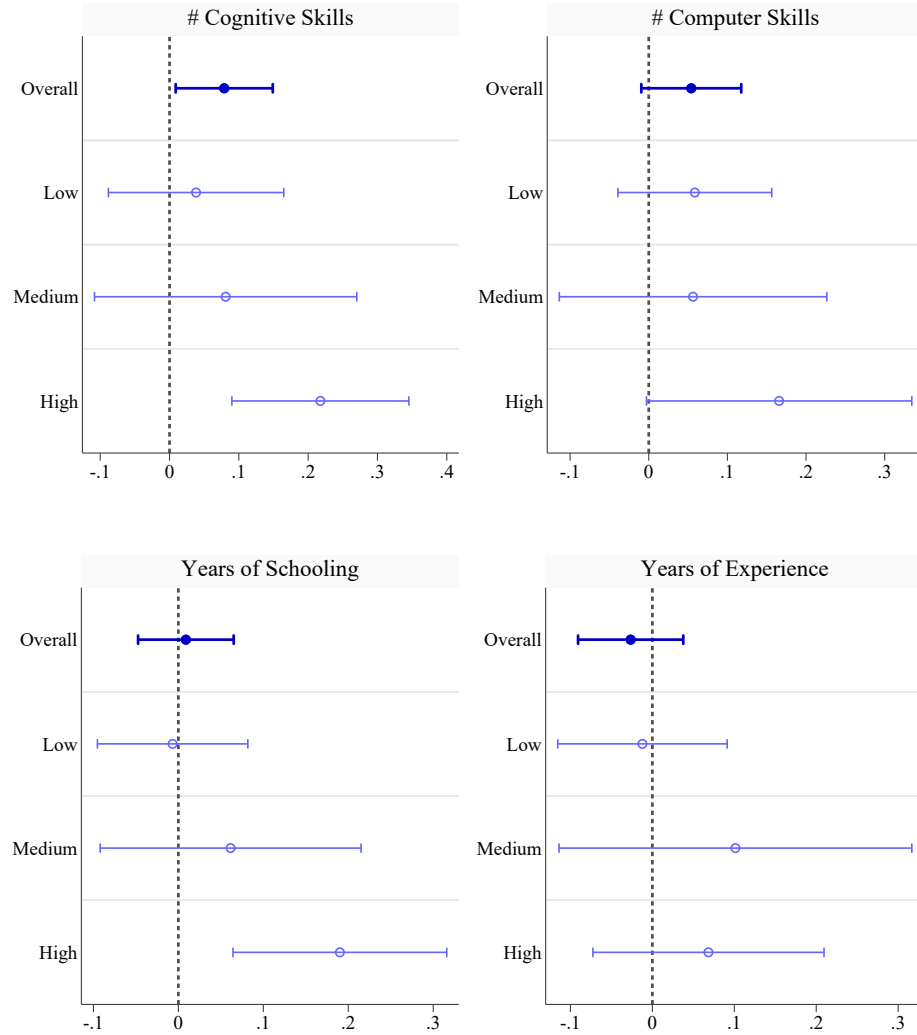 # Cognitive Skills
Overall
Low
Medium
High
-.1 0 .1 .2 .3 .4
# Computer Skills
Overall
Low
Medium
High
-.1 0 .1 .2 .3
Years of Schooling
Overall
Low
Medium
High
-.1 0 .1 .2 .3
Years of Experience
Overall
Low
Medium
High
-.1 0 .1 .2 .3